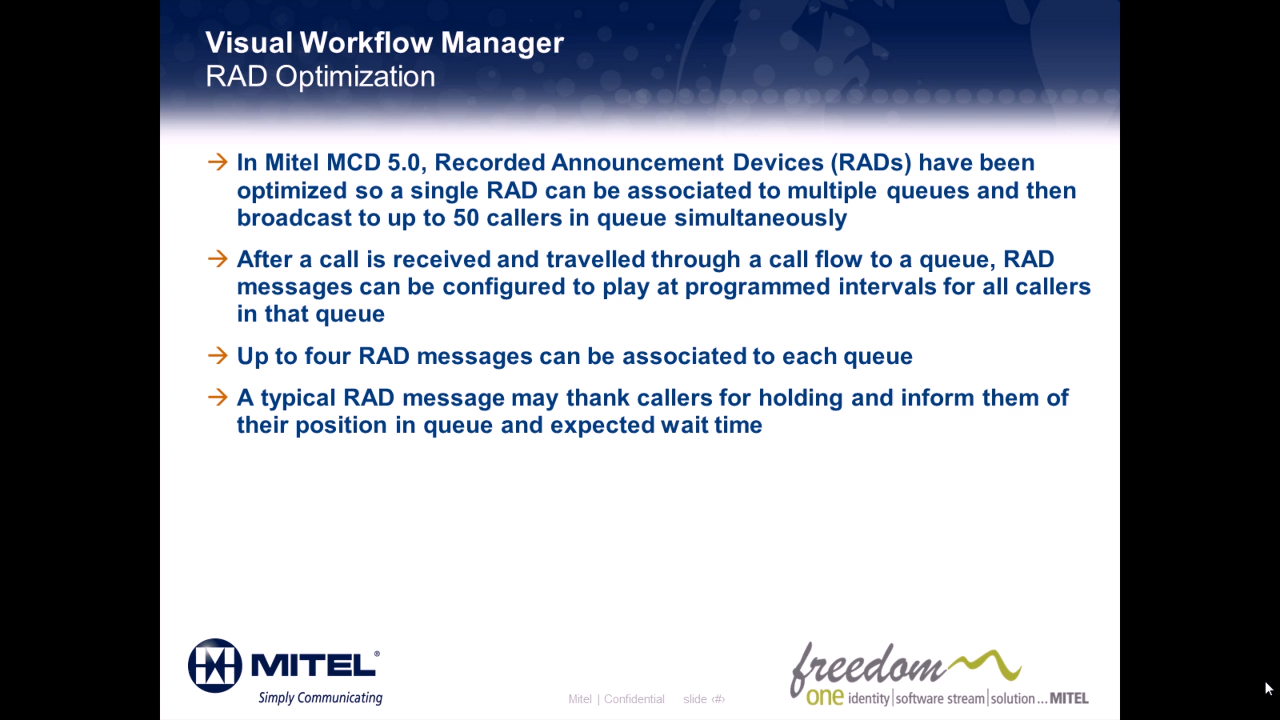 Visual Workflow Manager
RAD Optimization
→ In Mitel MCD 5.0, Recorded Announcement Devices (RADs) have been
optimized so a single RAD can be associated to multiple queues and then
broadcast to up to 50 callers in queue simultaneously
→ After a call is received and travelled through a call flow to a queue, RAD
messages can be configured to play at programmed intervals for all callers
in that queue
→ Up to four RAD messages can be associated to each queue
→ A typical RAD message may thank callers for holding and inform them of
their position in queue and expected wait time
MITEL®
Simply Communicating
Mitel | Confidential slide ‹#›
freedom
one identity|software stream|solution...MITEL